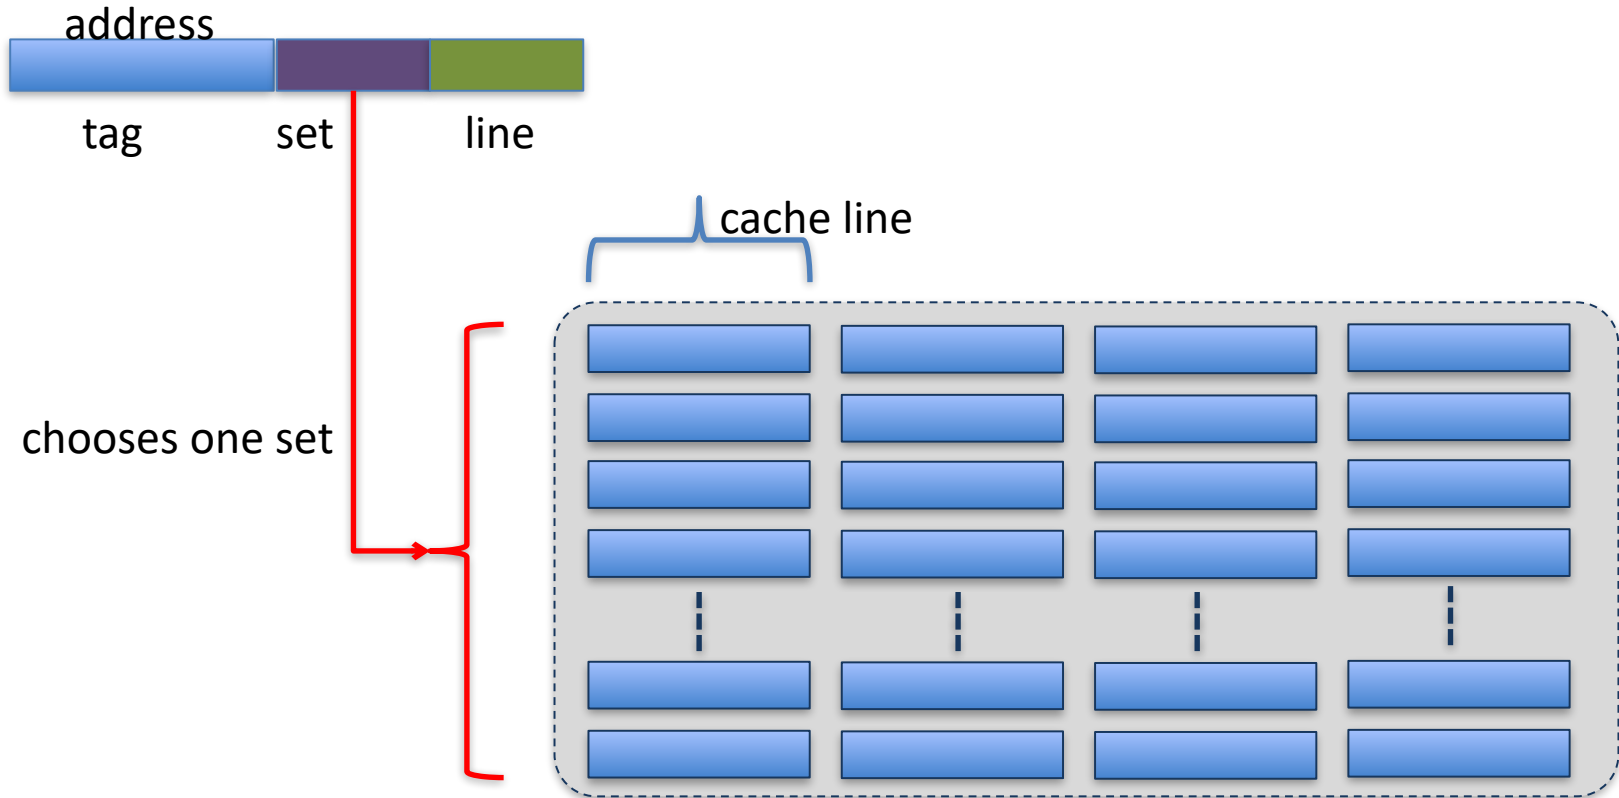 address
tag
set
line
cache line
chooses one set